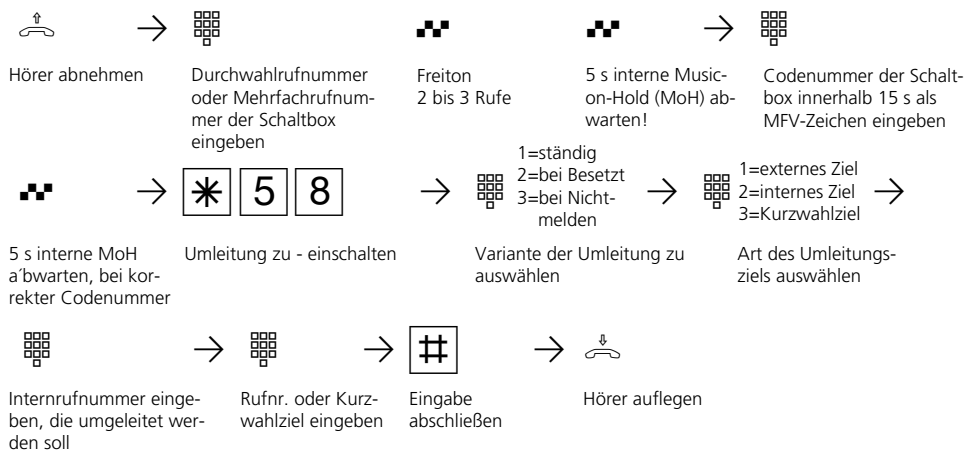 Hörer abnehmen
Durchwahlrufnummer
oder Mehrfachrufnum-
mer der Schaltbox
eingeben
Freiton
2 bis 3 Rufe
5 s interne Music-
on-Hold (MoH) ab-
warten!
Codenummer der Schalt-
box innerhalb 15 s als
MFV-Zeichen eingeben
5 s interne MoH
a´bwarten, bei kor-
rekter Codenummer
* 5 8
Umleitung zu - einschalten
1=ständig
2=bei Besetzt
3=bei Nicht-
melden
Variante der Umleitung zu
auswählen
1=externes Ziel
2=internes Ziel
3=Kurzwahlziel
Art des Umleitungs-
ziels auswählen
Internrufnummer einge-
ben, die umgeleitet wer-
den soll
Rufnr. oder Kurz-
wahlziel eingeben
#
Eingabe
abschließen
Hörer auflegen